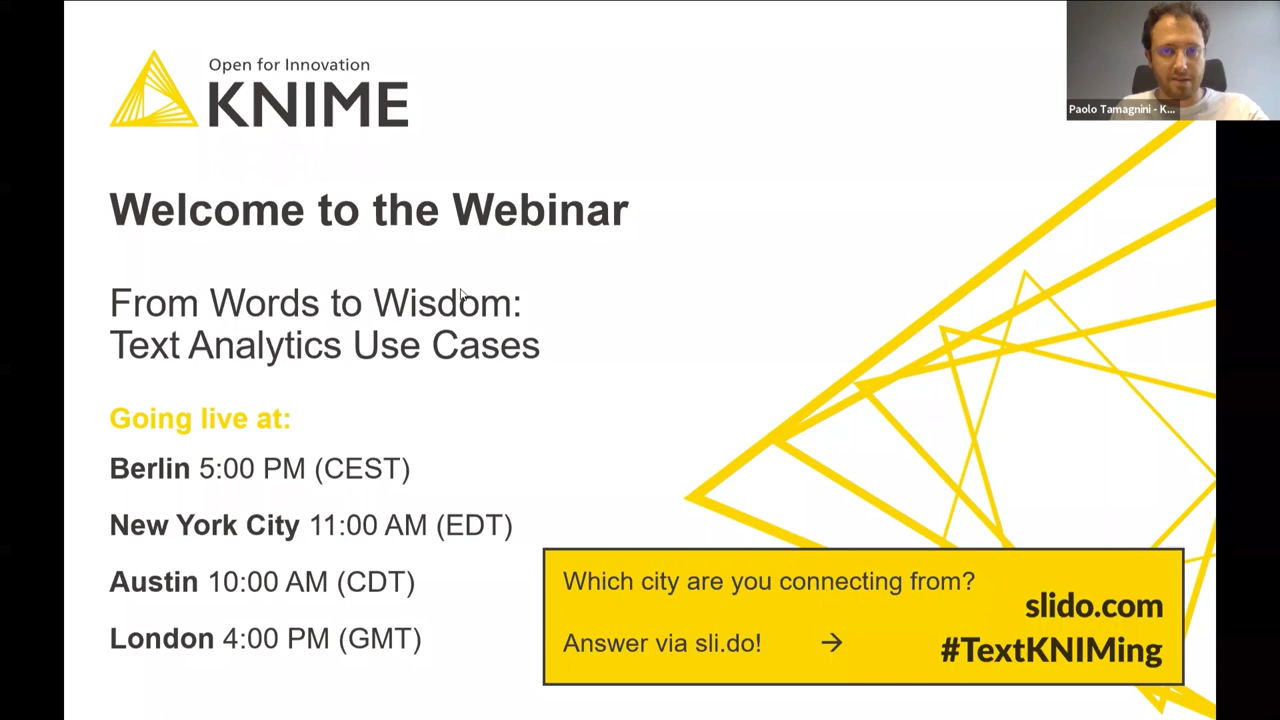 Open for Innovation
KNIME
Paolo Tamagnini - K...
Welcome to the Webinar
From Words to Wisdom:
Text Analytics Use Cases
Going live at:
Berlin 5:00 PM (CEST)
New York City 11:00 AM (EDT)
Austin 10:00 AM (CDT)
London 4:00 PM (GMT)
Which city are you connecting from?
Answer via sli.do! →
slido.com
#TextKNIMing